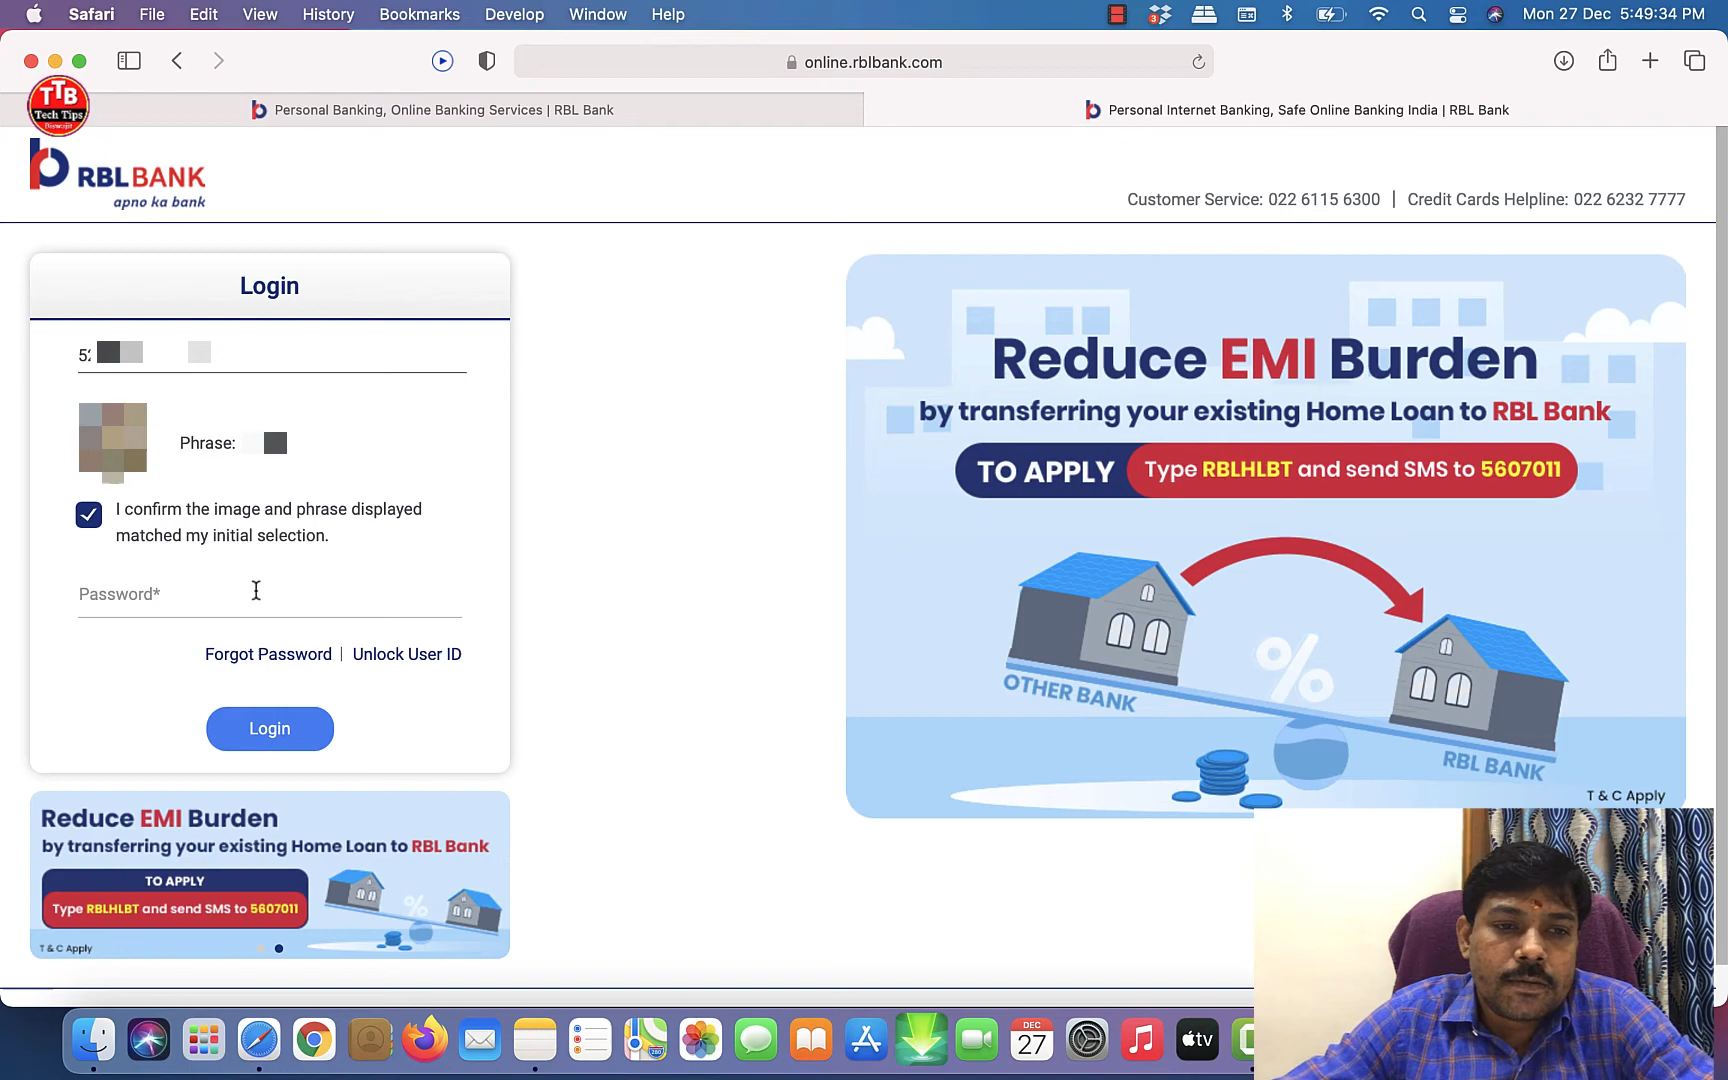 Safari File Edit View History Bookmarks Develop Window Help
3
Mon 27 Dec 5:49:34 PM
online.rblbank.com
TTB
Tech Tips
Personal Banking, Online Banking Services | RBL Bank
Personal Internet Banking, Safe Online Banking India | RBL Bank
RBLBANK
apno ka bank
Customer Service: 022 6115 6300 | Credit Cards Helpline: 022 6232 7777
Login
52
Phrase:
I confirm the image and phrase displayed
matched my initial selection.
Password*
Forgot Password | Unlock User ID
Login
Reduce EMI Burden
by transferring your existing Home Loan to RBL Bank
TO APPLY
Type RBLHLBT and send SMS to 5607011
%
T & C Apply
Reduce EMI Burden
by transferring your existing Home Loan to RBL Bank
TO APPLY Type RBLHLBT and send SMS to 5607011
%
OTHER BANK
RBL BANK
T & C Apply
280
DEC
27
tv